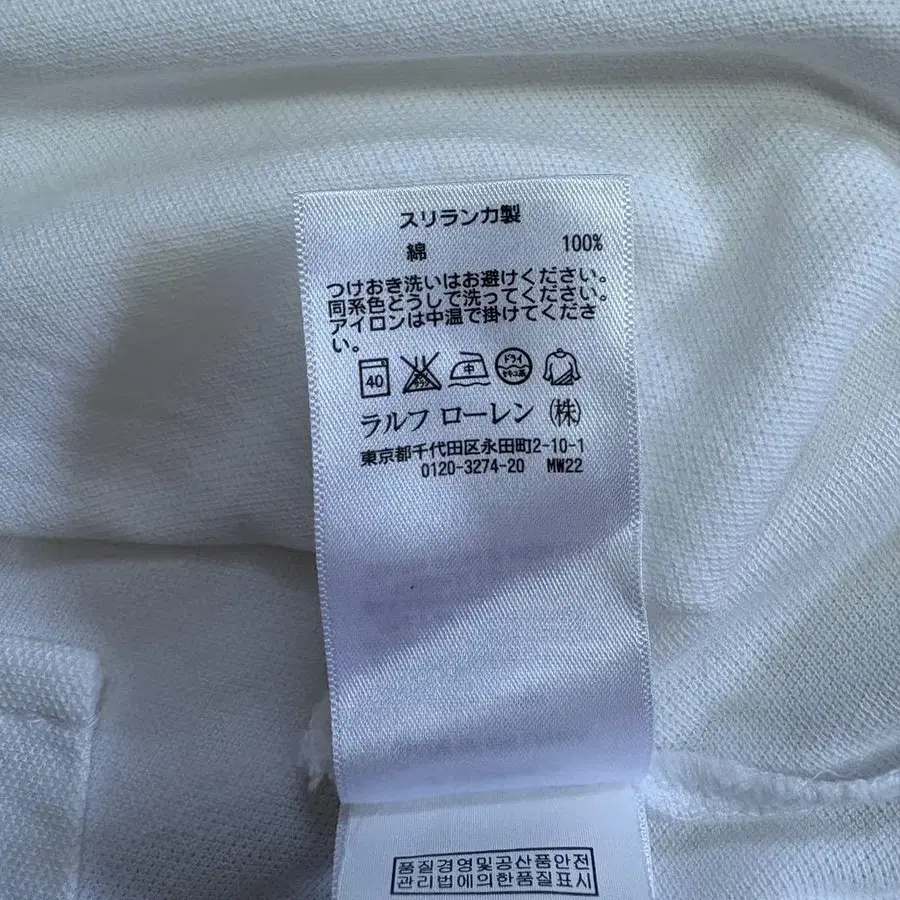 スリランカ製
綿 100%
つけおき洗いはお避けください。
同系色どうしで洗ってください。
アイロンは中温で掛けてくださ
い。
40 中 ドライ
ラルフ ローレン (株)
東京都千代田区永田町2-10-1
0120-3274-20 MW22
품질경영및공산품안전
관리법에의한품질표시